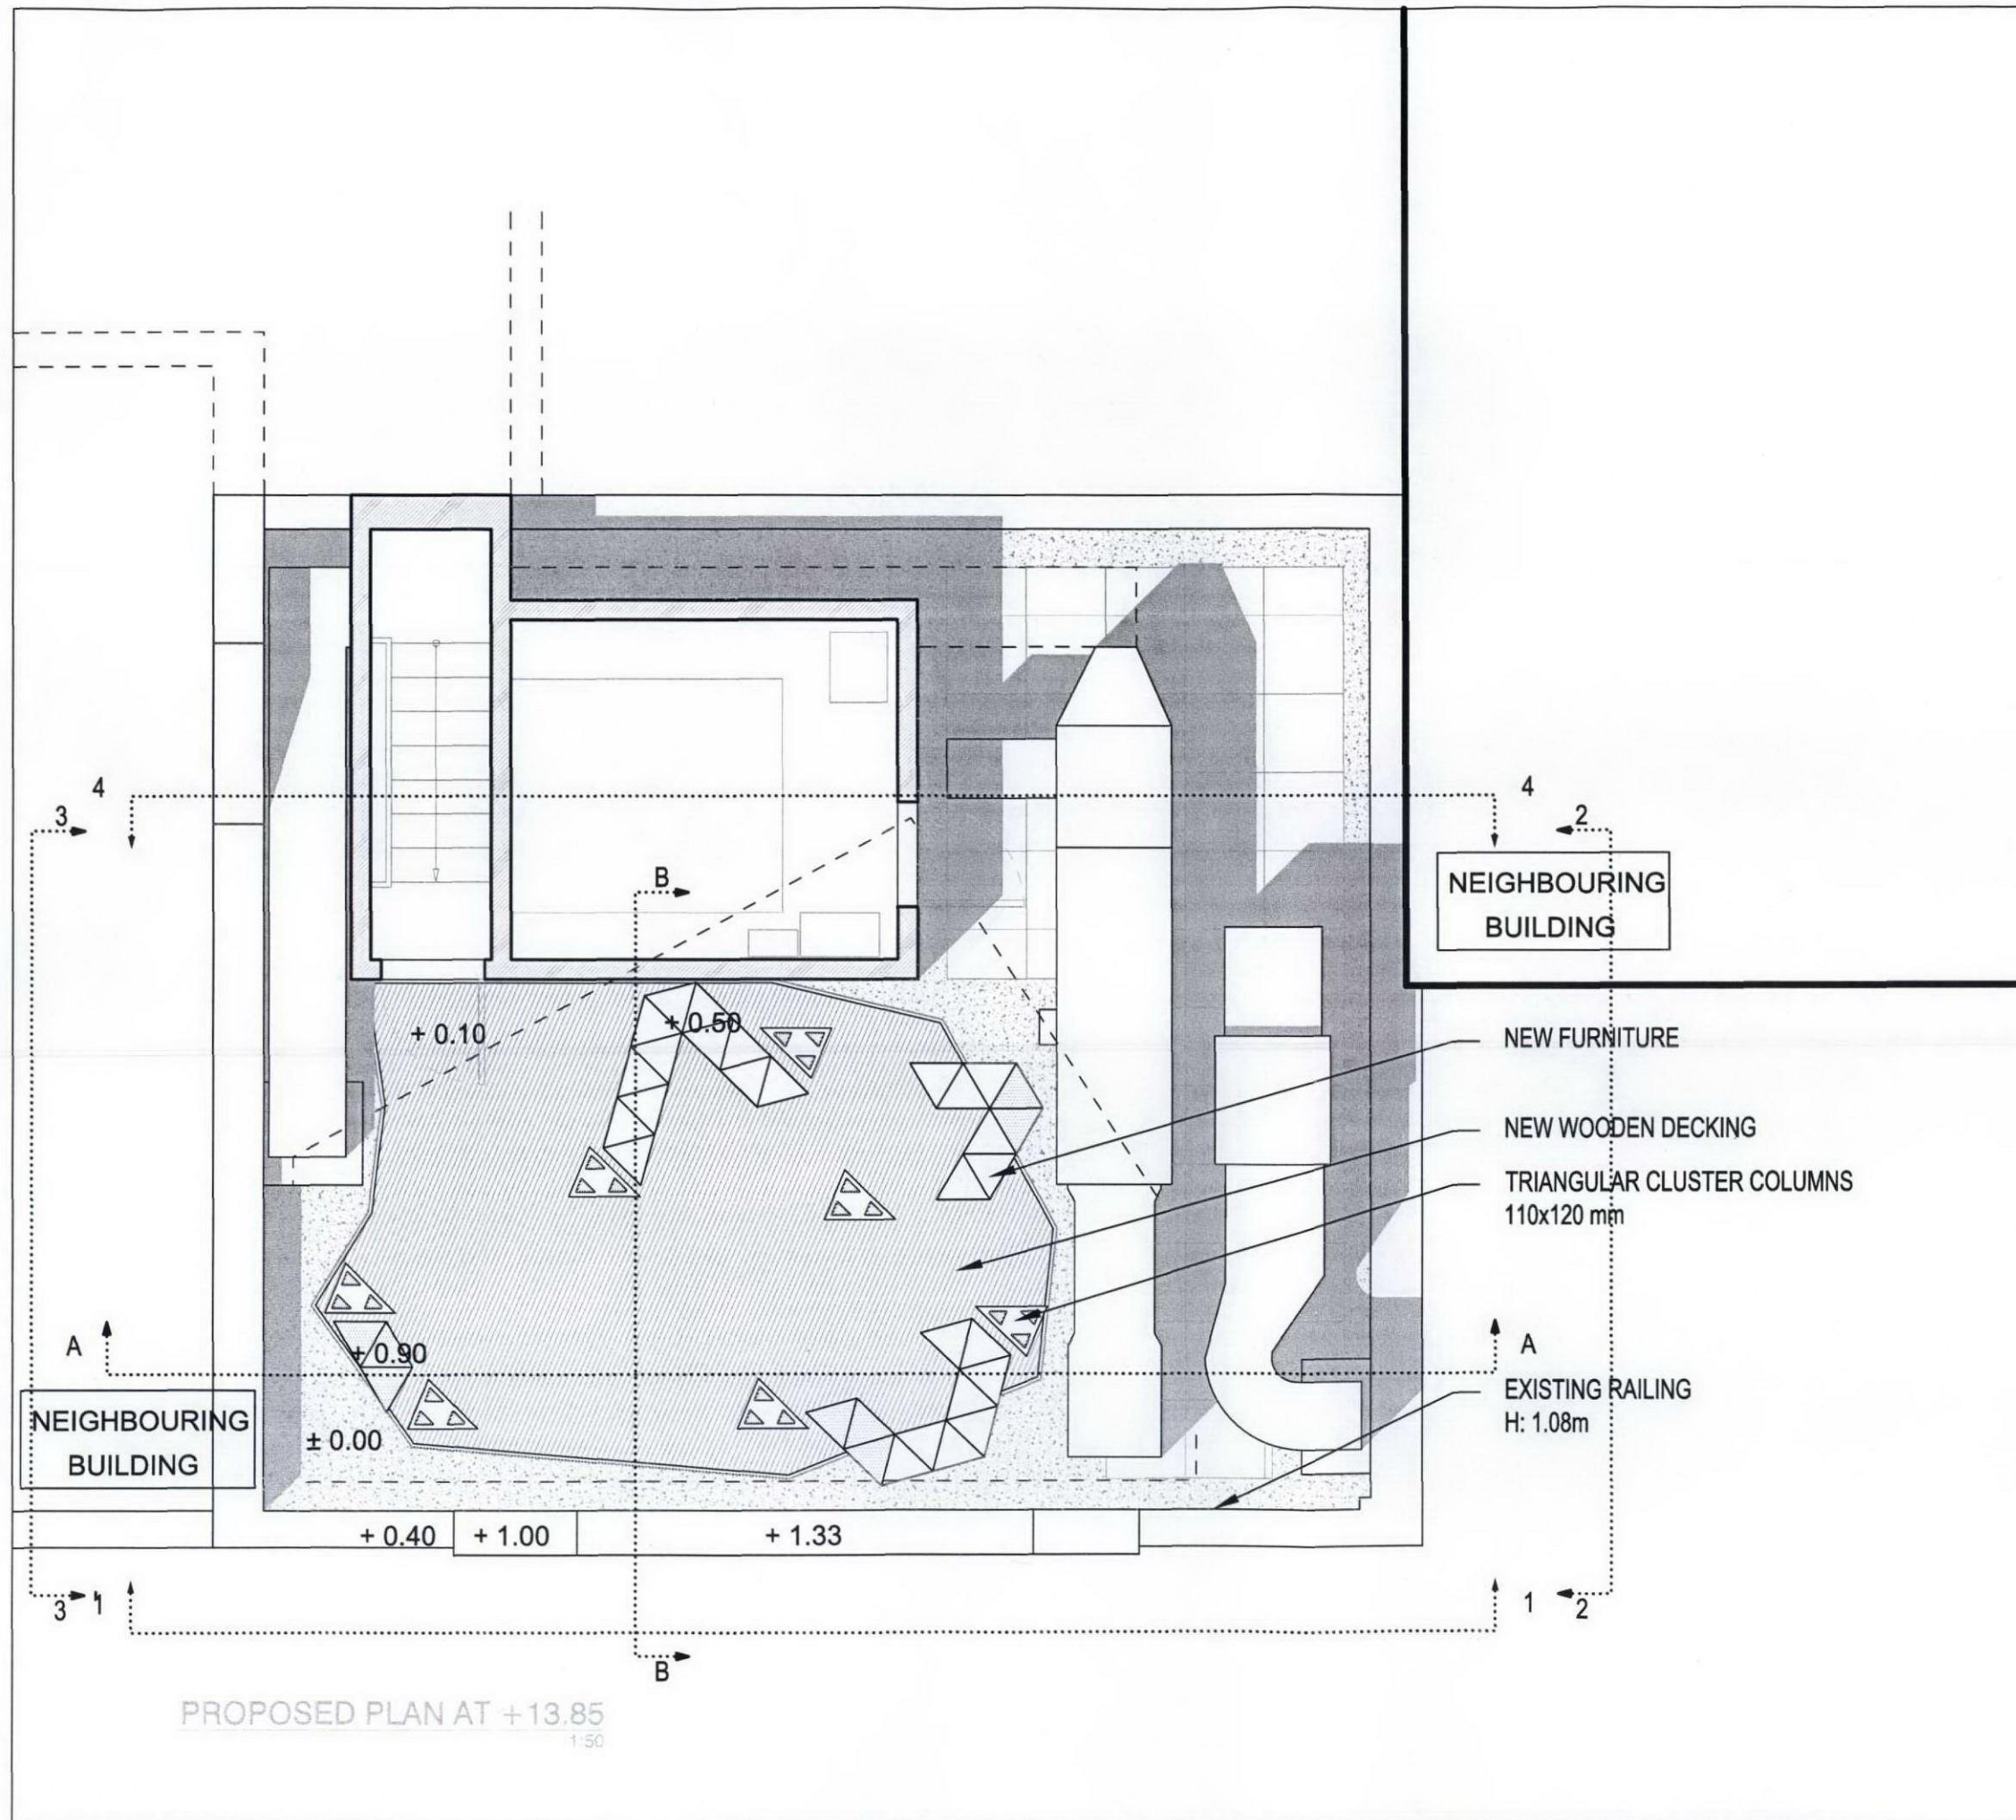 4
4
3
2
NEIGHBOURING
BUILDING
B
NEW FURNITURE
+ 0.10
+ 0.50
NEW WOODEN DECKING
TRIANGULAR CLUSTER COLUMNS
110x120 mm
A
A
+ 0.90
EXISTING RAILING
H: 1.08m
NEIGHBOURING
BUILDING
± 0.00
+ 0.40
+ 1.00
+ 1.33
3
1
1
2
B
PROPOSED PLAN AT +13.85
1:50